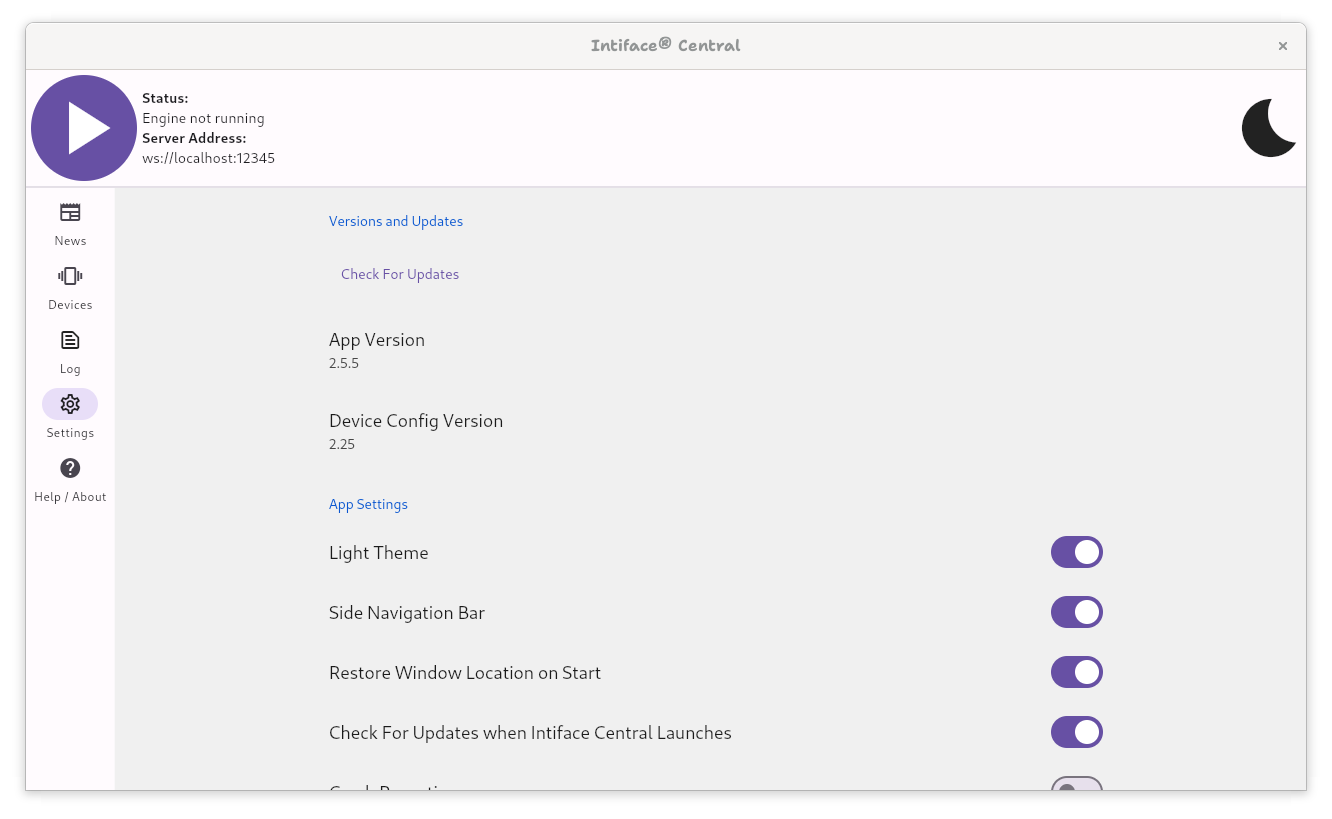 Intiface® Central
Status:
Engine not running
Server Address:
ws://localhost:12345
News
Devices
Log
Settings
Help / About
Versions and Updates
Check For Updates
App Version
2.5.5
Device Config Version
2.25
App Settings
Light Theme
Side Navigation Bar
Restore Window Location on Start
Check For Updates when Intiface Central Launches